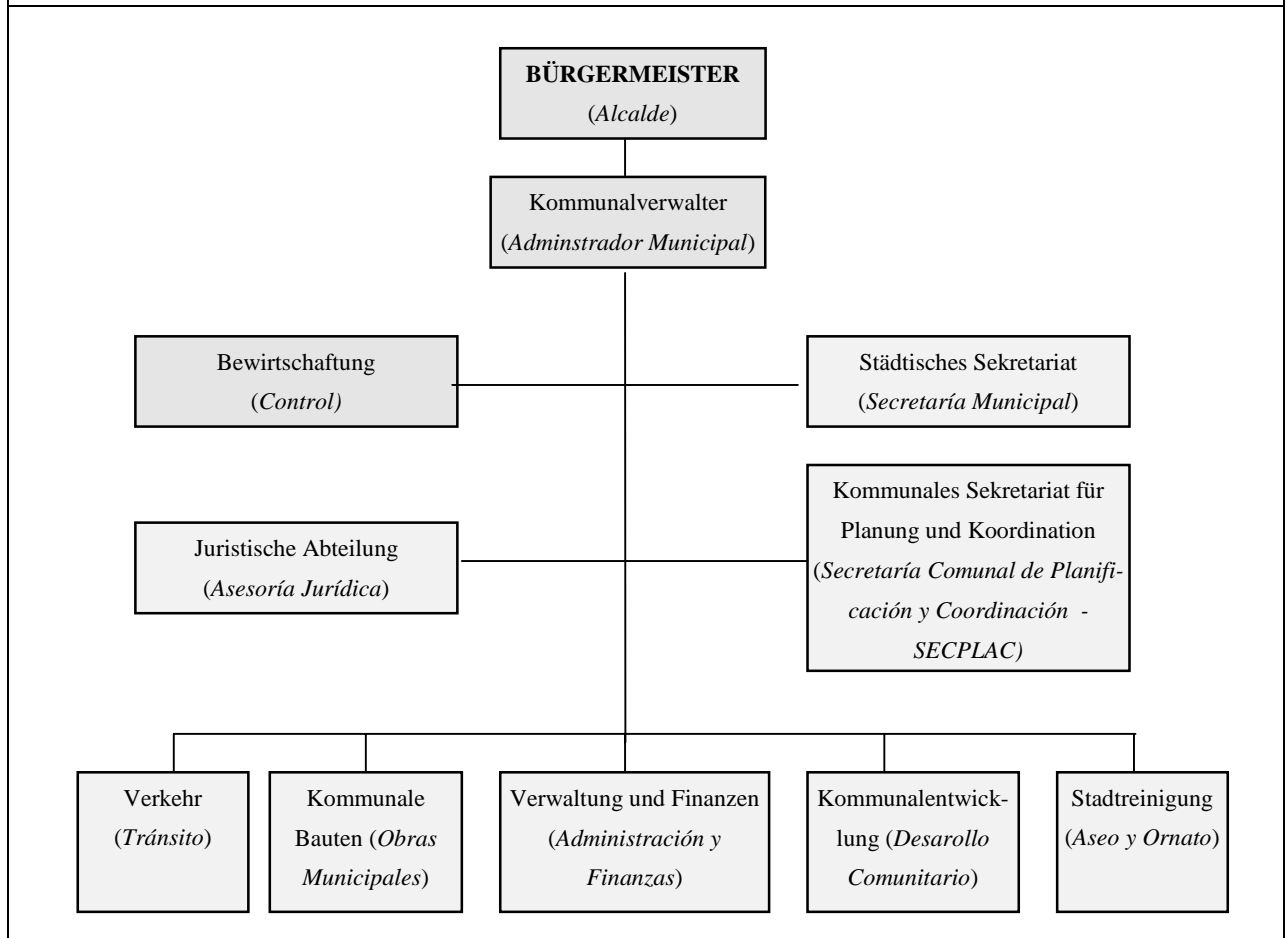 BÜRGERMEISTER
(Alcalde)
Kommunalverwalter
(Adminstrador Municipal)
Bewirtschaftung
(Control)
Städtisches Sekretariat
(Secretaría Municipal)
Juristische Abteilung
(Asesoría Jurídica)
Kommunales Sekretariat für
Planung und Koordination
(Secretaría Comunal de Planifi-
cación y Coordinación -
SECPLAC)
Verkehr
(Tránsito)
Kommunale
Bauten (Obras
Municipales)
Verwaltung und Finanzen
(Administración y
Finanzas)
Kommunalentwick-
lung (Desarollo
Comunitario)
Stadtreinigung
(Aseo y Ornato)